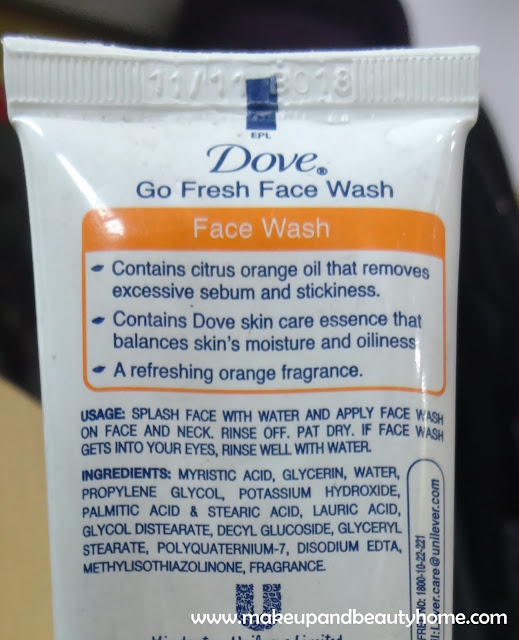 11/11 B013
EPL
Dove®
Go Fresh Face Wash
Face Wash
Contains citrus orange oil that removes
excessive sebum and stickiness.
Contains Dove skin care essence that
balances skin's moisture and oiliness
A refreshing orange fragrance.
USAGE: SPLASH FACE WITH WATER AND APPLY FACE WASH
ON FACE AND NECK. RINSE OFF. PAT DRY. IF FACE WASH
GETS INTO YOUR EYES, RINSE WELL WITH WATER.
INGREDIENTS: MYRISTIC ACID, GLYCERIN, WATER,
PROPYLENE GLYCOL, POTASSIUM HYDROXIDE,
PALMITIC ACID & STEARIC ACID, LAURIC ACID,
GLYCOL DISTEARATE, DECYL GLUCOSIDE, GLYCERYL
STEARATE, POLYQUATERNIUM-7, DISODIUM EDTA,
METHYLISOTHIAZOLINONE, FRAGRANCE.
NO: 1800-10-22-221
care@unilever.com
www.makeupandbeautyhome.com